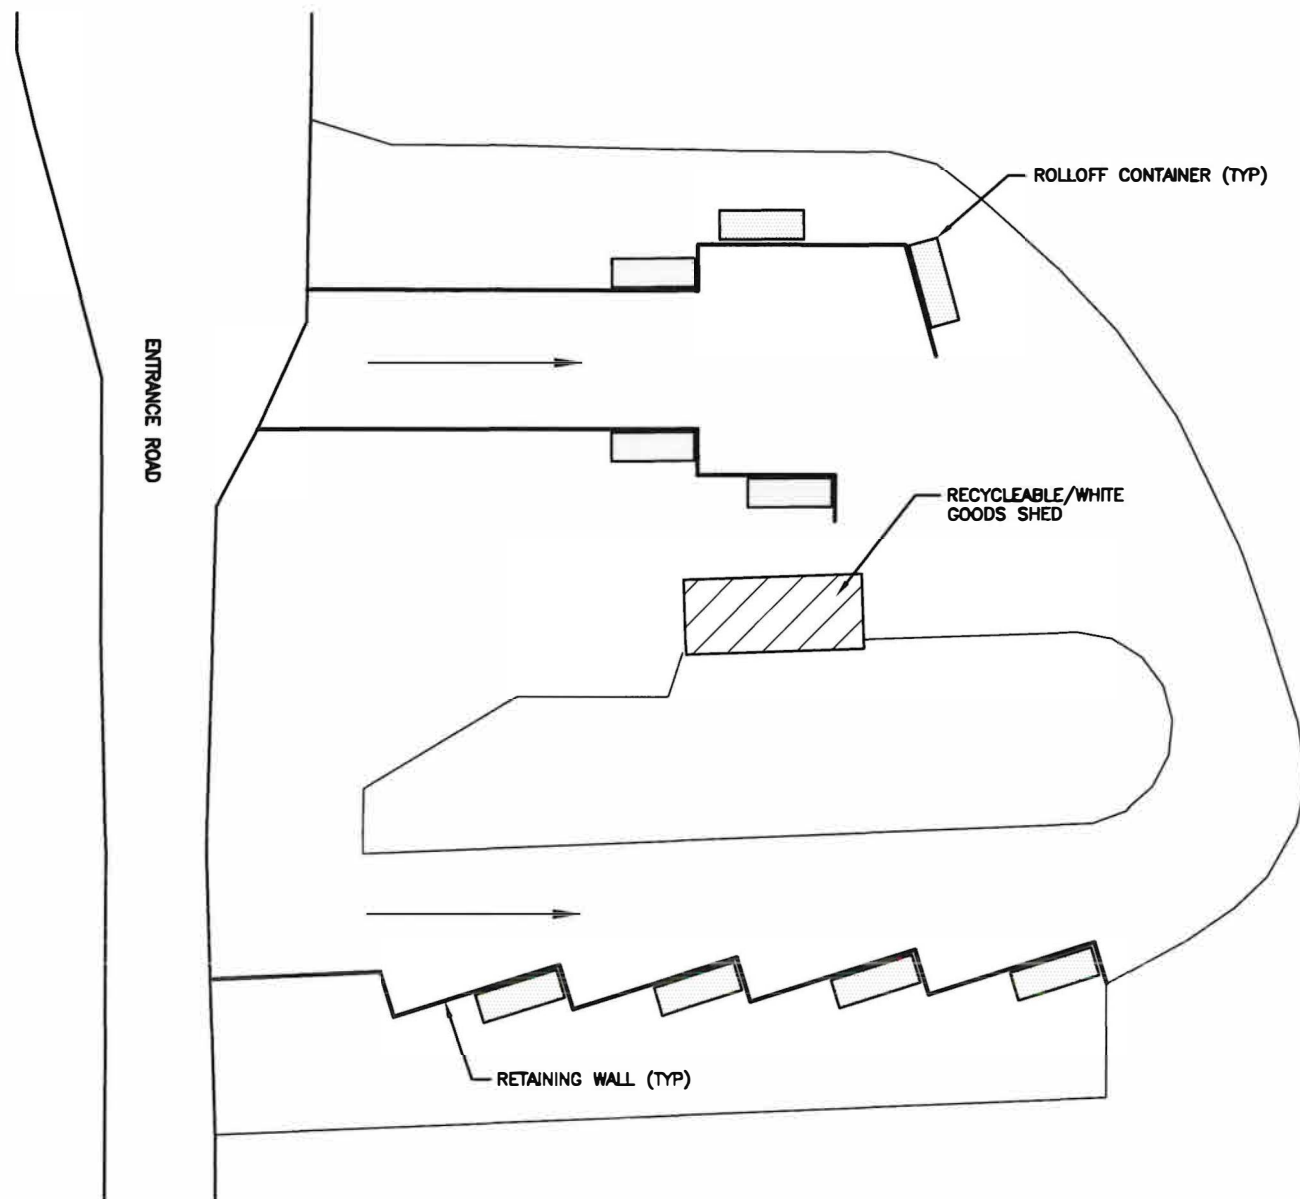 ROLLOFF CONTAINER (TYP)
ENTRANCE ROAD
RECYCLEABLE/WHITE
GOODS SHED
RETAINING WALL (TYP)